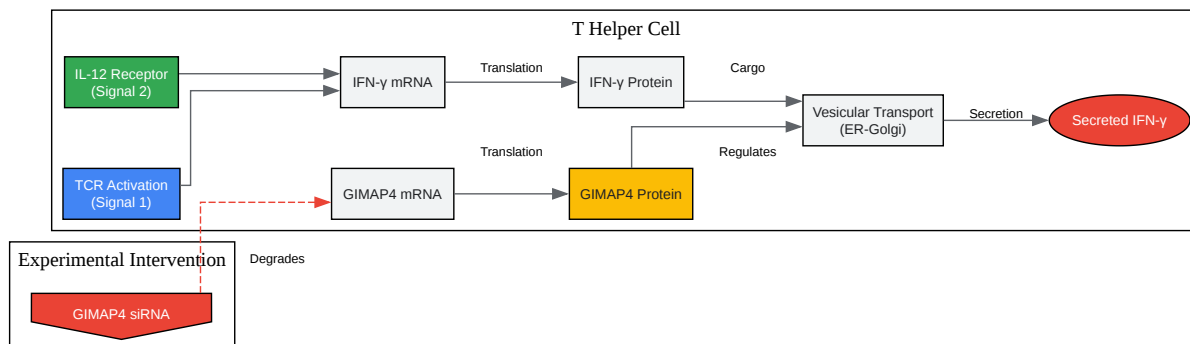 T Helper Cell
IL-12 Receptor
(Signal 2)
IFN-γ mRNA
Translation
IFN-γ Protein
Cargo
Vesicular Transport
(ER-Golgi)
Secretion
Secreted IFN-γ
TCR Activation
(Signal 1)
GIMAP4 mRNA
Translation
GIMAP4 Protein
Regulates
Experimental Intervention
Degrades
GIMAP4 siRNA